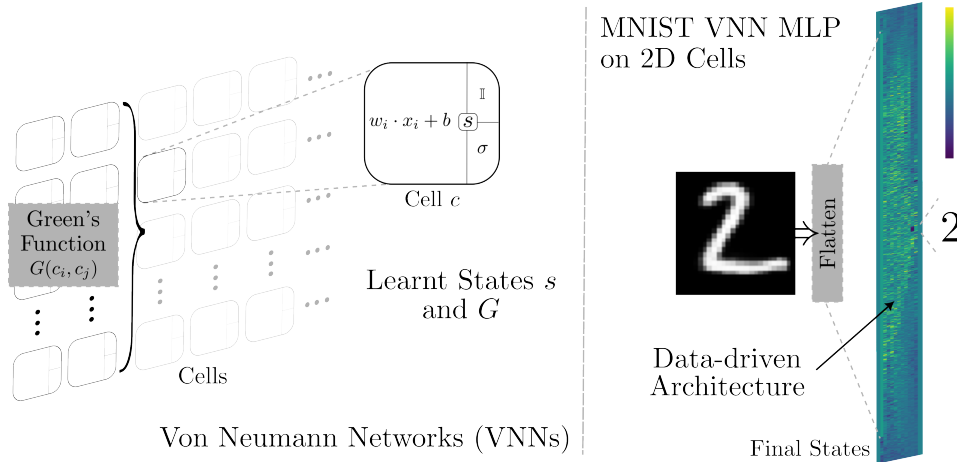 Green's
Function
G(c_i, c_j)
w_i · x_i + b
s
𝕀
σ
Cell c
Learnt States s
and G
Cells
Von Neumann Networks (VNNs)
MNIST VNN MLP
on 2D Cells
2
Flatten
2
Data-driven
Architecture
Final States